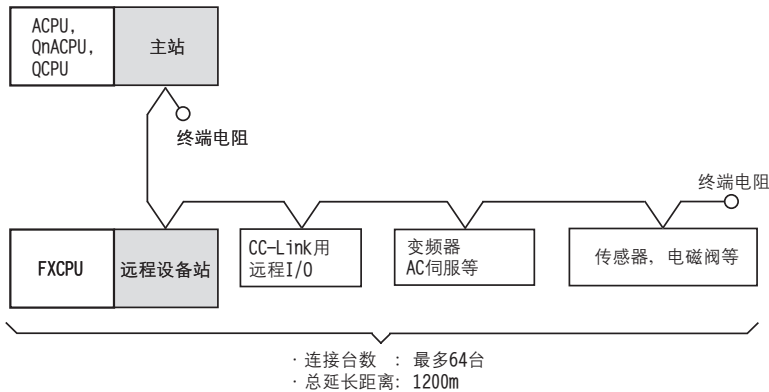 ACPU,
QnACPU,
QCPU
主站
终端电阻
终端电阻
FXCPU
远程设备站
CC-Link用
远程I/O
变频器
AC伺服等
传感器, 电磁阀等
·连接台数 : 最多64台
·总延长距离: 1200m